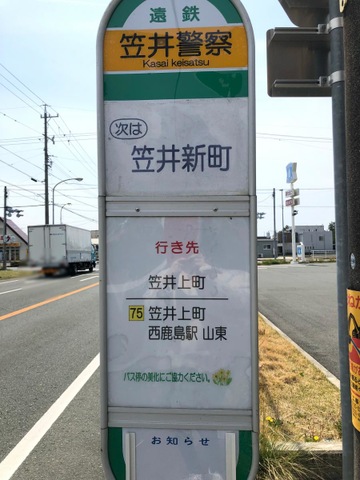 遠鉄
笠井警察
Kasai keisatsu
次は
笠井新町
行き先
笠井上町
75 笠井上町
西鹿島駅 山東
バス停の美化にご協力ください。
お知らせ